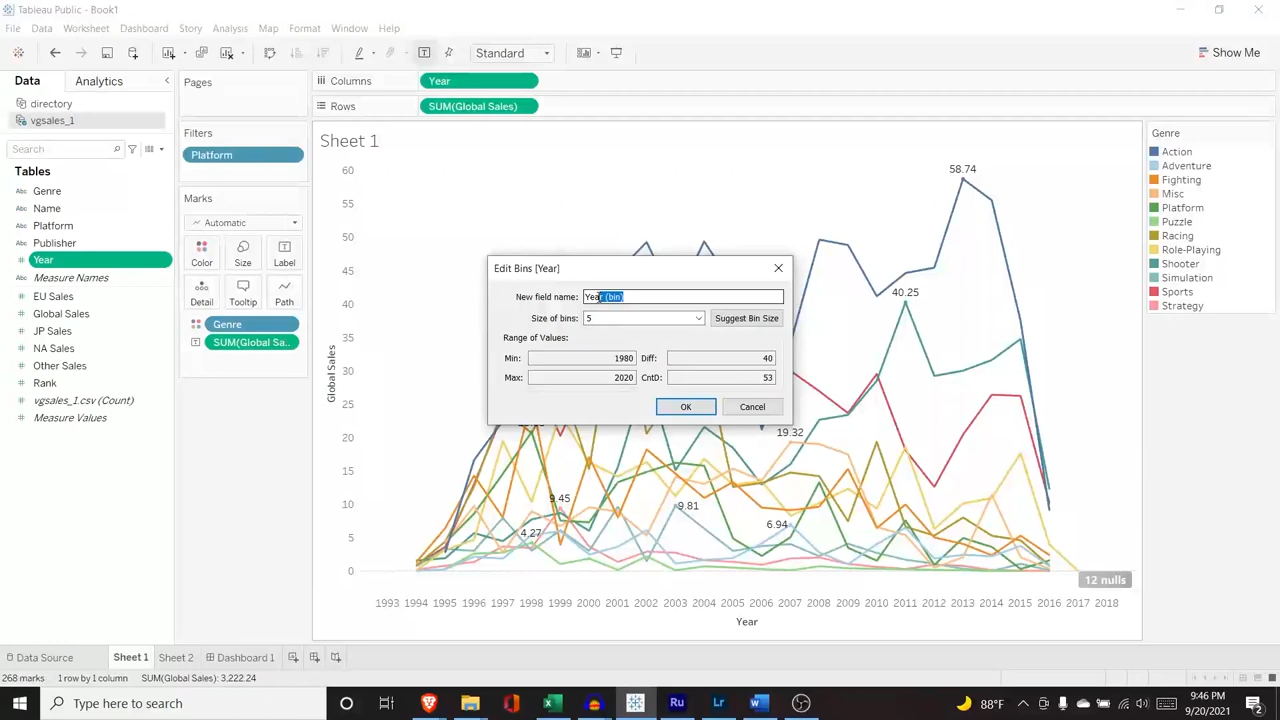 Tableau Public - Book1
File Data Worksheet Dashboard Story Analysis Map Format Window Help
Standard
Show Me
Data Analytics
directory
vgsales_1
Search
Tables
Abc Genre
Abc Name
Abc Platform
Abc Publisher
# Year
Abc Measure Names
# EU Sales
# Global Sales
# JP Sales
# NA Sales
# Other Sales
# Rank
# vgsales_1.csv (Count)
# Measure Values
Pages
Filters
Platform
Marks
Automatic
Color Size Label
Detail Tooltip Path
Genre
SUM(Global Sa..
Columns Year
Rows SUM(Global Sales)
Sheet 1
60
55
50
45
40
35
30
25
20
15
10
5
0
Global Sales
58.74
40.25
19.32
9.45
9.81
6.94
4.27
12 nulls
1993 1994 1995 1996 1997 1998 1999 2000 2001 2002 2003 2004 2005 2006 2007 2008 2009 2010 2011 2012 2013 2014 2015 2016 2017 2018
Year
Edit Bins [Year]
New field name: Year (bin)
Size of bins: 5 Suggest Bin Size
Range of Values:
Min: 1980 Diff: 40
Max: 2020 CntD: 53
OK Cancel
Genre
Action
Adventure
Fighting
Misc
Platform
Puzzle
Racing
Role-Playing
Shooter
Simulation
Sports
Strategy
Data Source Sheet 1 Sheet 2 Dashboard 1
268 marks 1 row by 1 column SUM(Global Sales): 3,222.24
Type here to search
Ru
Lr
88°F
9:46 PM
9/20/2021